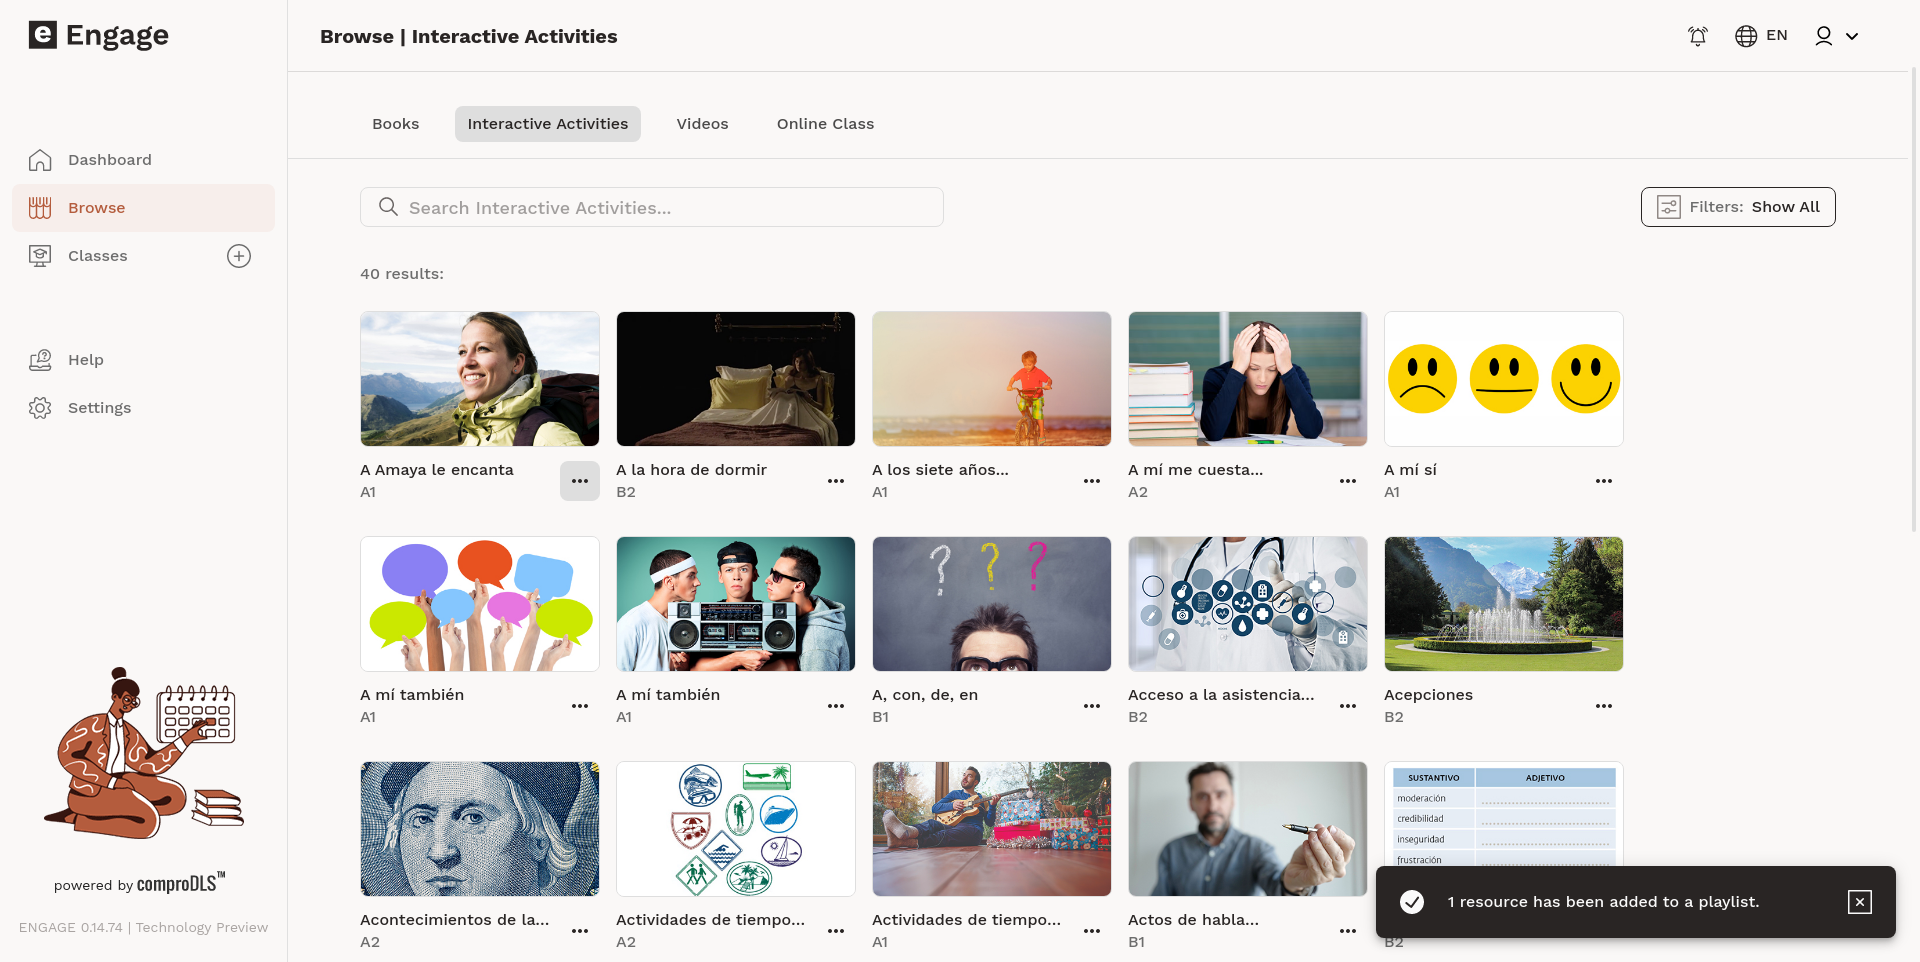 e Engage
Browse | Interactive Activities
EN
Dashboard
Browse
Classes
Help
Settings
Books
Interactive Activities
Videos
Online Class
Search Interactive Activities...
Filters: Show All
40 results:
A Amaya le encanta
A1
A la hora de dormir
B2
A los siete años...
A1
A mí me cuesta...
A2
A mí sí
A1
A mí también
A1
A mí también
A1
? ? ?
A, con, de, en
B1
Acceso a la asistencia...
B2
Acepciones
B2
Acontecimientos de la...
A2
Actividades de tiempo...
A2
Actividades de tiempo...
A1
Actos de habla...
B1
SUSTANTIVO ADJETIVO
moderación
credibilidad
inseguridad
frustración
B2
1 resource has been added to a playlist.
powered by comproDLS™
ENGAGE 0.14.74 | Technology Preview